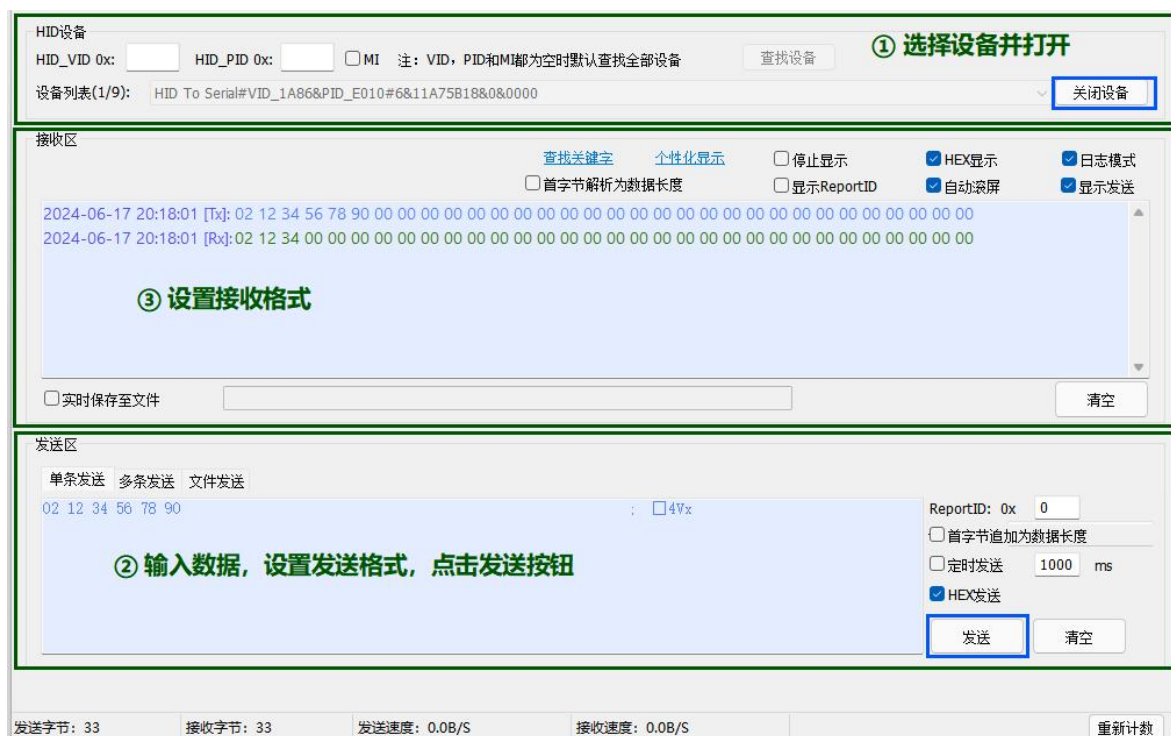 HID设备
① 选择设备并打开
HID_VID 0x: HID_PID 0x: MI 注: VID, PID和MI都为空时默认查找全部设备 查找设备
设备列表(1/9): HID To Serial#VID_1A86&PID_E010#6&11A75B18&0&0000 关闭设备
接收区
查找关键字 个性化显示 停止显示 HEX显示 日志模式
首字节解析为数据长度 显示ReportID 自动滚屏 显示发送
2024-06-17 20:18:01 [Tx]: 02 12 34 56 78 90 00 00 00 00 00 00 00 00 00 00 00 00 00 00 00 00 00 00 00 00 00 00 00 00 00 00 00
2024-06-17 20:18:01 [Rx]: 02 12 34 00 00 00 00 00 00 00 00 00 00 00 00 00 00 00 00 00 00 00 00 00 00 00 00 00 00 00 00 00 00
③ 设置接收格式
实时保存至文件 清空
发送区
单条发送 多条发送 文件发送
02 12 34 56 78 90 ; 囗4Vx
ReportID: 0x 0
首字节追加为数据长度
② 输入数据，设置发送格式，点击发送按钮
定时发送 1000 ms
HEX发送
发送 清空
发送字节: 33 接收字节: 33 发送速度: 0.0B/S 接收速度: 0.0B/S 重新计数